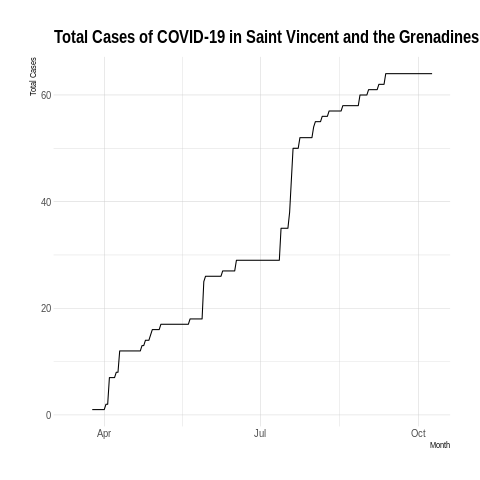 Total Cases of COVID-19 in Saint Vincent and the Grenadines
Total Cases
60
40
20
0
Apr
Jul
Oct
Month